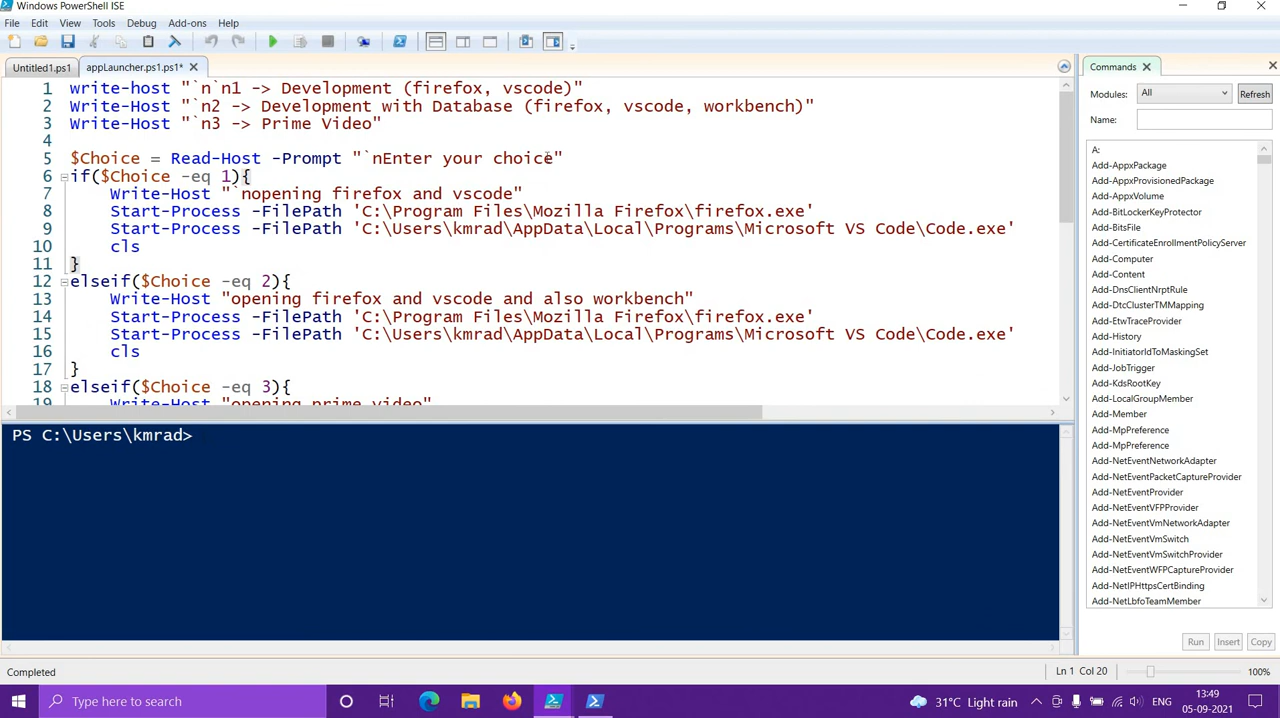 Windows PowerShell ISE
File Edit View Tools Debug Add-ons Help
Untitled1.ps1 appLauncher.ps1.ps1*
1 write-host "`n`n1 -> Development (firefox, vscode)"
2 Write-Host "`n2 -> Development with Database (firefox, vscode, workbench)"
3 Write-Host "`n3 -> Prime Video"
4
5 $Choice = Read-Host -Prompt "`nEnter your choice"
6 if($Choice -eq 1){
7 Write-Host "`nopening firefox and vscode"
8 Start-Process -FilePath 'C:\Program Files\Mozilla Firefox\firefox.exe'
9 Start-Process -FilePath 'C:\Users\kmrad\AppData\Local\Programs\Microsoft VS Code\Code.exe'
10 cls
11 }
12 elseif($Choice -eq 2){
13 Write-Host "opening firefox and vscode and also workbench"
14 Start-Process -FilePath 'C:\Program Files\Mozilla Firefox\firefox.exe'
15 Start-Process -FilePath 'C:\Users\kmrad\AppData\Local\Programs\Microsoft VS Code\Code.exe'
16 cls
17 }
18 elseif($Choice -eq 3){
19 Write-Host "opening prime video"
PS C:\Users\kmrad>
Commands
Modules: All Refresh
Name:
A:
Add-AppxPackage
Add-AppxProvisionedPackage
Add-AppxVolume
Add-BitLockerKeyProtector
Add-BitsFile
Add-CertificateEnrollmentPolicyServer
Add-Computer
Add-Content
Add-DnsClientNrptRule
Add-DtcClusterTMMapping
Add-EtwTraceProvider
Add-History
Add-InitiatorIdToMaskingSet
Add-JobTrigger
Add-KdsRootKey
Add-LocalGroupMember
Add-Member
Add-MpPreference
Add-MpPreference
Add-NetEventNetworkAdapter
Add-NetEventPacketCaptureProvider
Add-NetEventProvider
Add-NetEventVFPProvider
Add-NetEventVmNetworkAdapter
Add-NetEventVmSwitch
Add-NetEventVmSwitchProvider
Add-NetEventWFPCaptureProvider
Add-NetIPHttpsCertBinding
Add-NetLbfoTeamMember
Run Insert Copy
Completed Ln 1 Col 20 100%
Type here to search 31°C Light rain ENG 13:49
05-09-2021